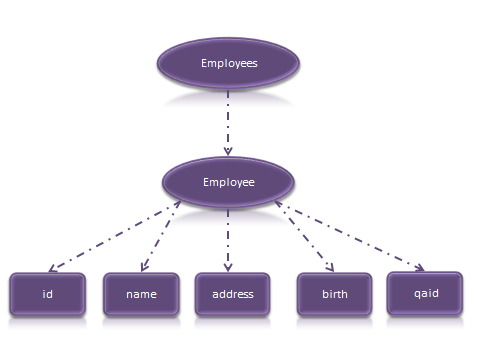 Employees
Employee
id
name
address
birth
qaid